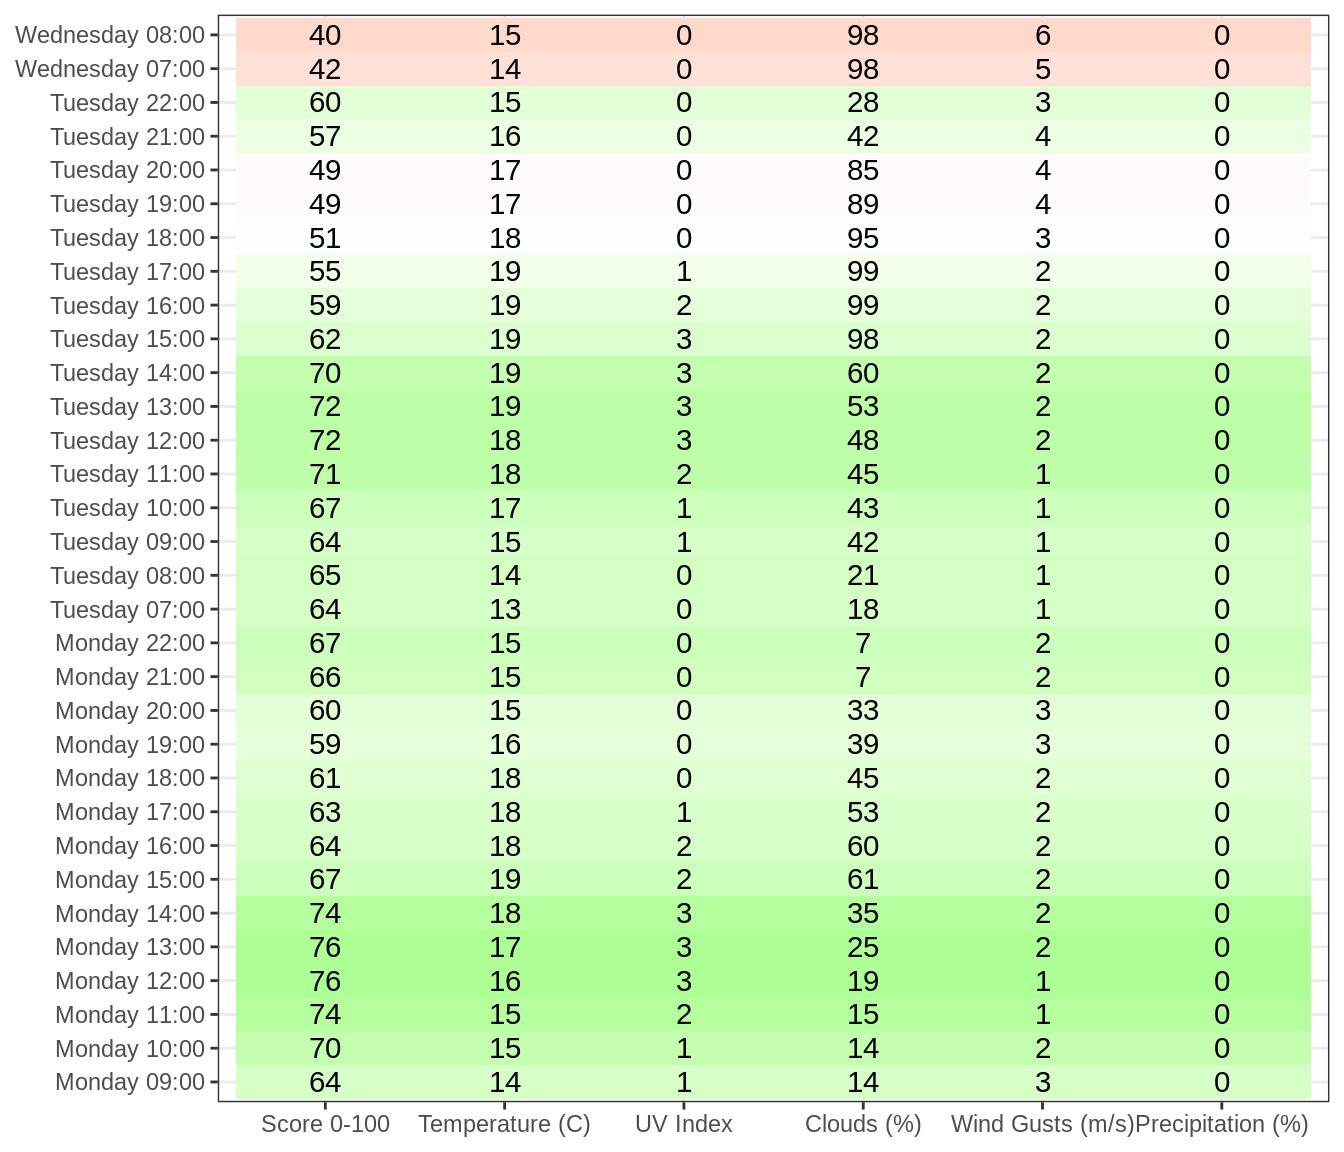 Wednesday 08:00 40 15 0 98 6 0
Wednesday 07:00 42 14 0 98 5 0
Tuesday 22:00 60 15 0 28 3 0
Tuesday 21:00 57 16 0 42 4 0
Tuesday 20:00 49 17 0 85 4 0
Tuesday 19:00 49 17 0 89 4 0
Tuesday 18:00 51 18 0 95 3 0
Tuesday 17:00 55 19 1 99 2 0
Tuesday 16:00 59 19 2 99 2 0
Tuesday 15:00 62 19 3 98 2 0
Tuesday 14:00 70 19 3 60 2 0
Tuesday 13:00 72 19 3 53 2 0
Tuesday 12:00 72 18 3 48 2 0
Tuesday 11:00 71 18 2 45 1 0
Tuesday 10:00 67 17 1 43 1 0
Tuesday 09:00 64 15 1 42 1 0
Tuesday 08:00 65 14 0 21 1 0
Tuesday 07:00 64 13 0 18 1 0
Monday 22:00 67 15 0 7 2 0
Monday 21:00 66 15 0 7 2 0
Monday 20:00 60 15 0 33 3 0
Monday 19:00 59 16 0 39 3 0
Monday 18:00 61 18 0 45 2 0
Monday 17:00 63 18 1 53 2 0
Monday 16:00 64 18 2 60 2 0
Monday 15:00 67 19 2 61 2 0
Monday 14:00 74 18 3 35 2 0
Monday 13:00 76 17 3 25 2 0
Monday 12:00 76 16 3 19 1 0
Monday 11:00 74 15 2 15 1 0
Monday 10:00 70 15 1 14 2 0
Monday 09:00 64 14 1 14 3 0
Score 0-100 Temperature (C) UV Index Clouds (%) Wind Gusts (m/s) Precipitation (%)